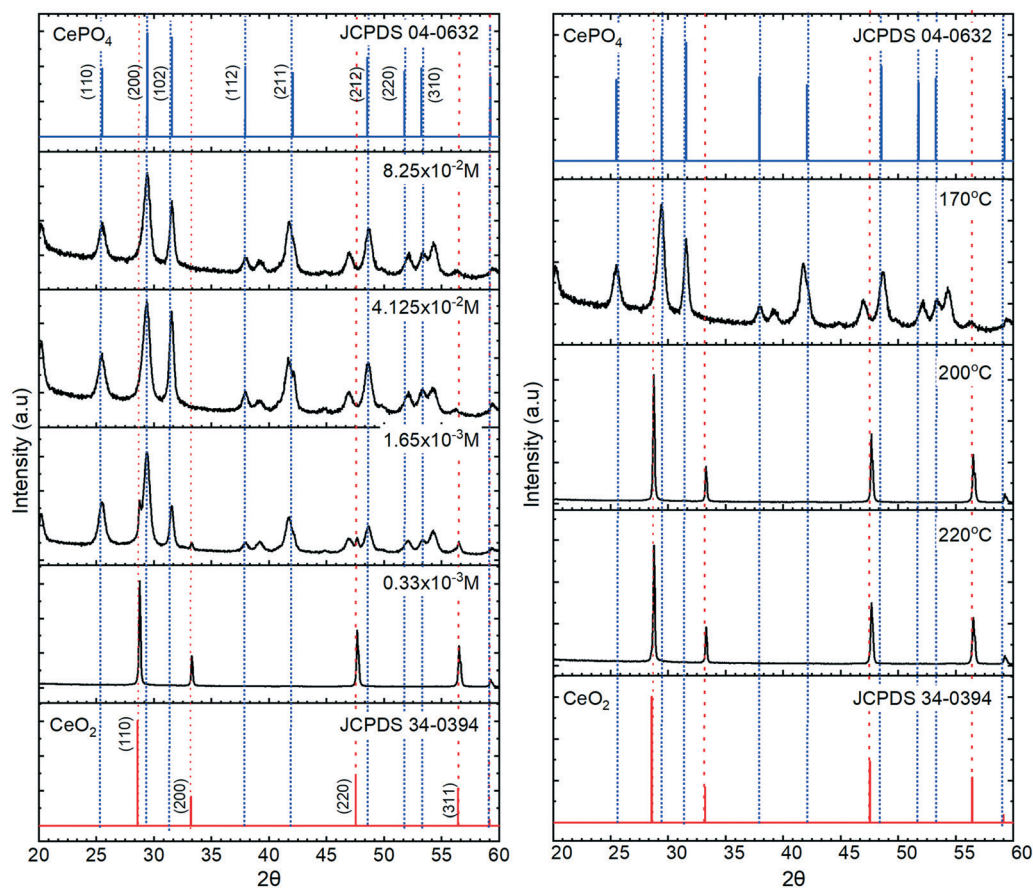 CePO₄ JCPDS 04-0632
(110) (200) (102) (112) (211) (212) (220) (310)
8.25x10⁻²M
4.125x10⁻²M
1.65x10⁻³M
0.33x10⁻³M
CeO₂ JCPDS 34-0394
(110) (200) (220) (311)
Intensity (a.u)
20 25 30 35 40 45 50 55 60
2θ
CePO₄ JCPDS 04-0632
170°C
200°C
220°C
CeO₂ JCPDS 34-0394
Intensity (a.u)
20 25 30 35 40 45 50 55 60
2θ